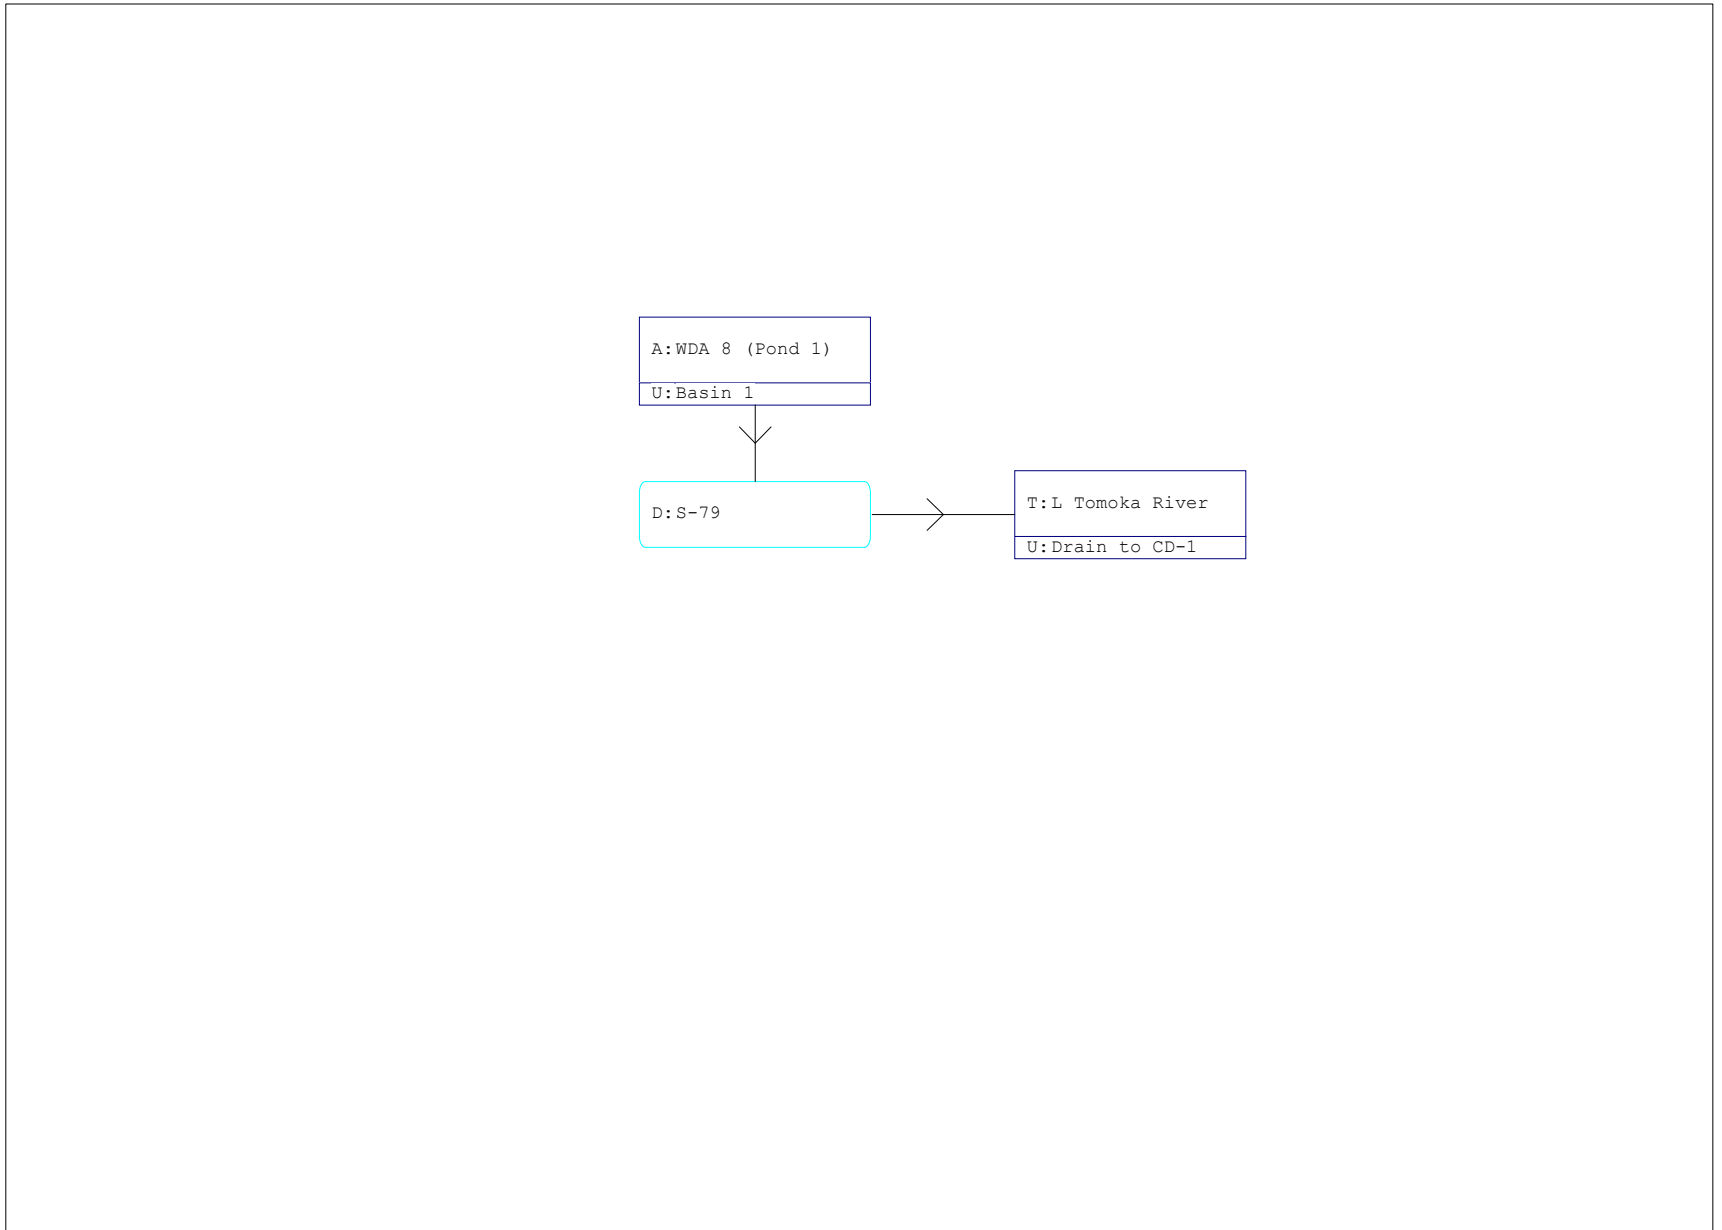 A:WDA 8 (Pond 1)
U:Basin 1
D:S-79
T:L Tomoka River
U:Drain to CD-1